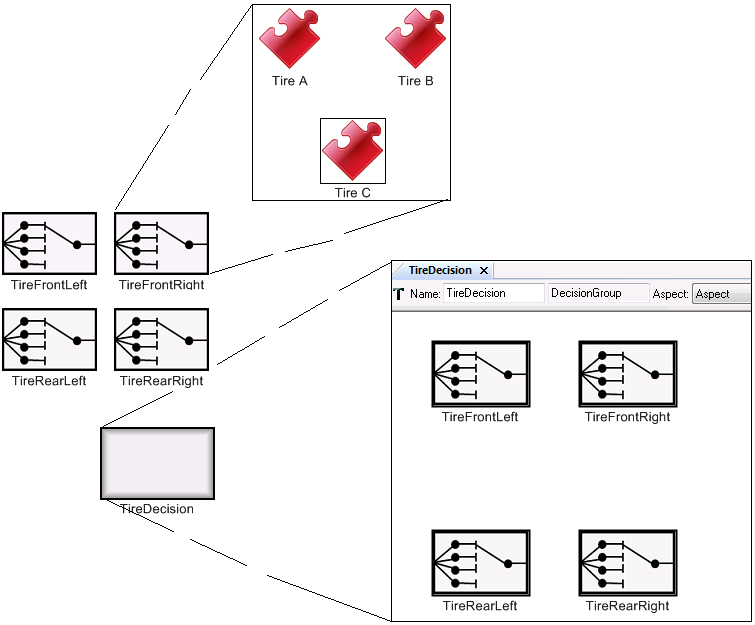 Tire A
Tire B
Tire C
TireFrontLeft
TireFrontRight
TireRearLeft
TireRearRight
TireDecision
TireDecision
Name: TireDecision DecisionGroup Aspect: Aspect
TireFrontLeft
TireFrontRight
TireRearLeft
TireRearRight